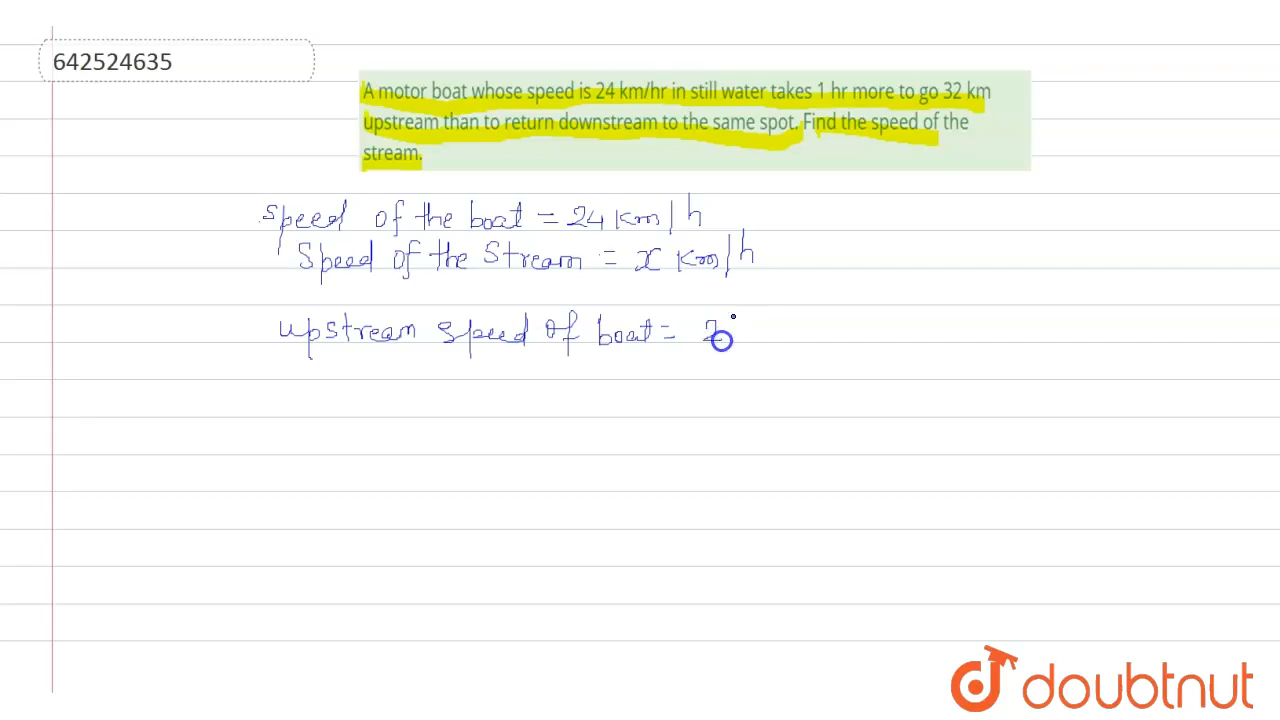 642524635
A motor boat whose speed is 24 km/hr in still water takes 1 hr more to go 32 km
upstream than to return downstream to the same spot. Find the speed of the
stream.
Speed of the boat = 24 Km/h
Speed of the Stream = x Km/h
upstream speed of boat = 2
doubtnut